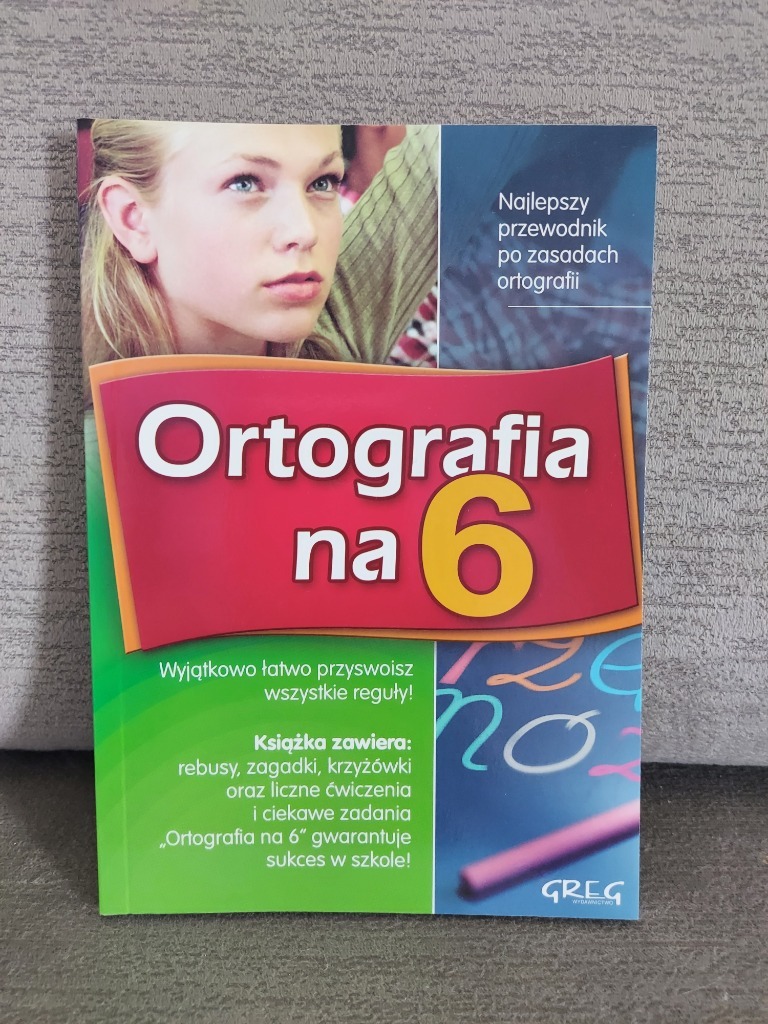 Najlepszy
przewodnik
po zasadach
ortografii
Ortografia
na 6
Wyjątkowo łatwo przyswoisz
wszystkie reguły!
Książka zawiera:
rebusy, zagadki, krzyżówki
oraz liczne ćwiczenia
i ciekawe zadania
„Ortografia na 6” gwarantuje
sukces w szkole!
GREG
WYDAWNICTWO